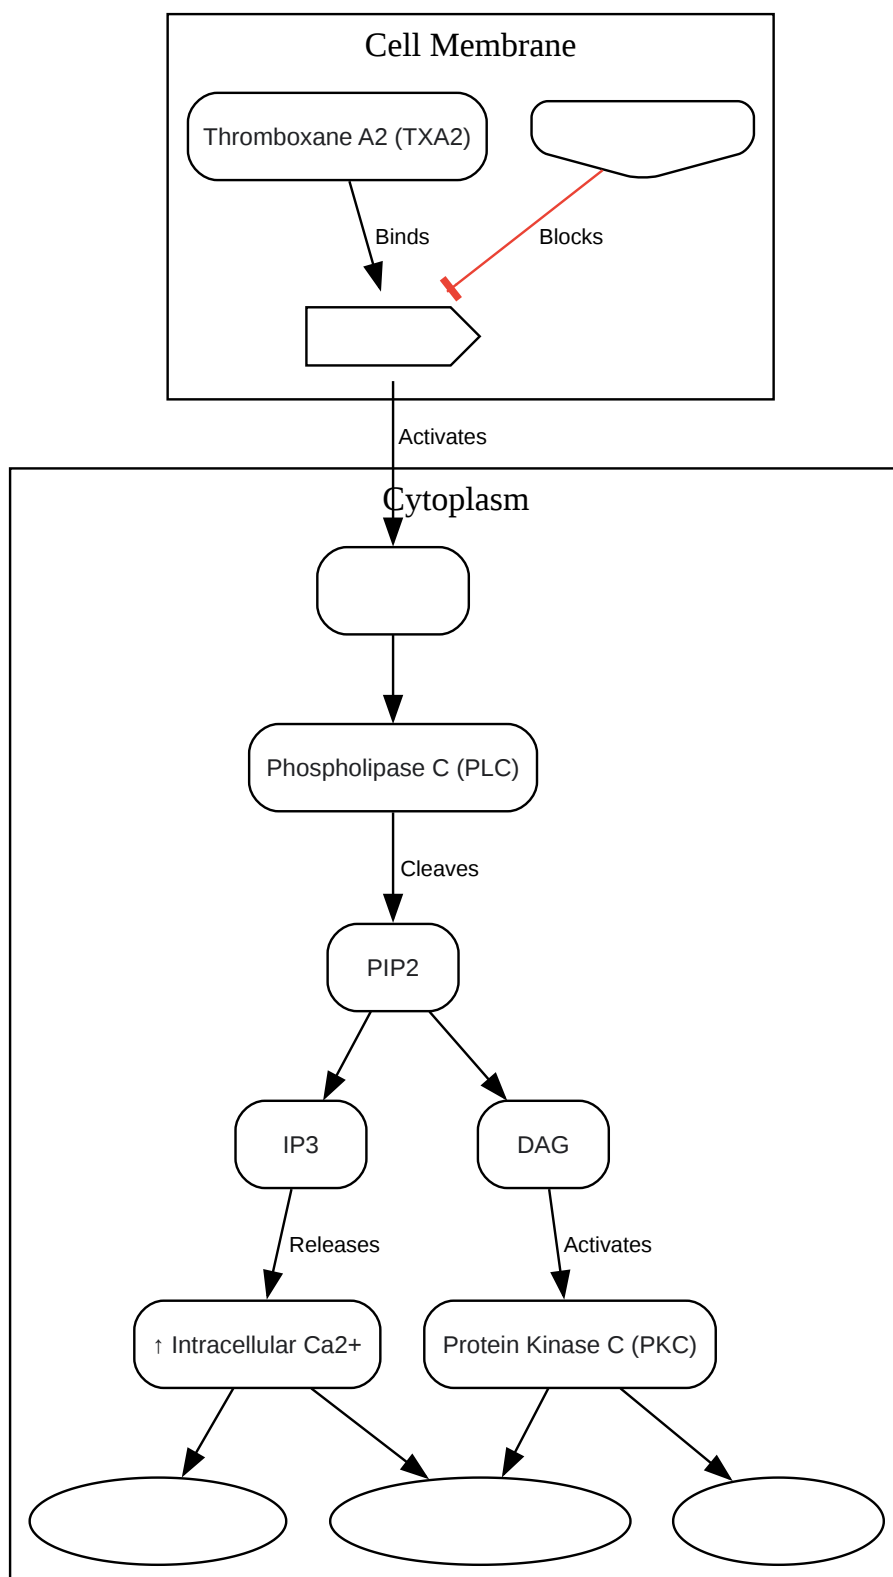 Cell Membrane
Thromboxane A2 (TXA2)
Binds
Blocks
Activates
Cytoplasm
Phospholipase C (PLC)
Cleaves
PIP2
IP3
DAG
Releases
Activates
↑ Intracellular Ca2+
Protein Kinase C (PKC)